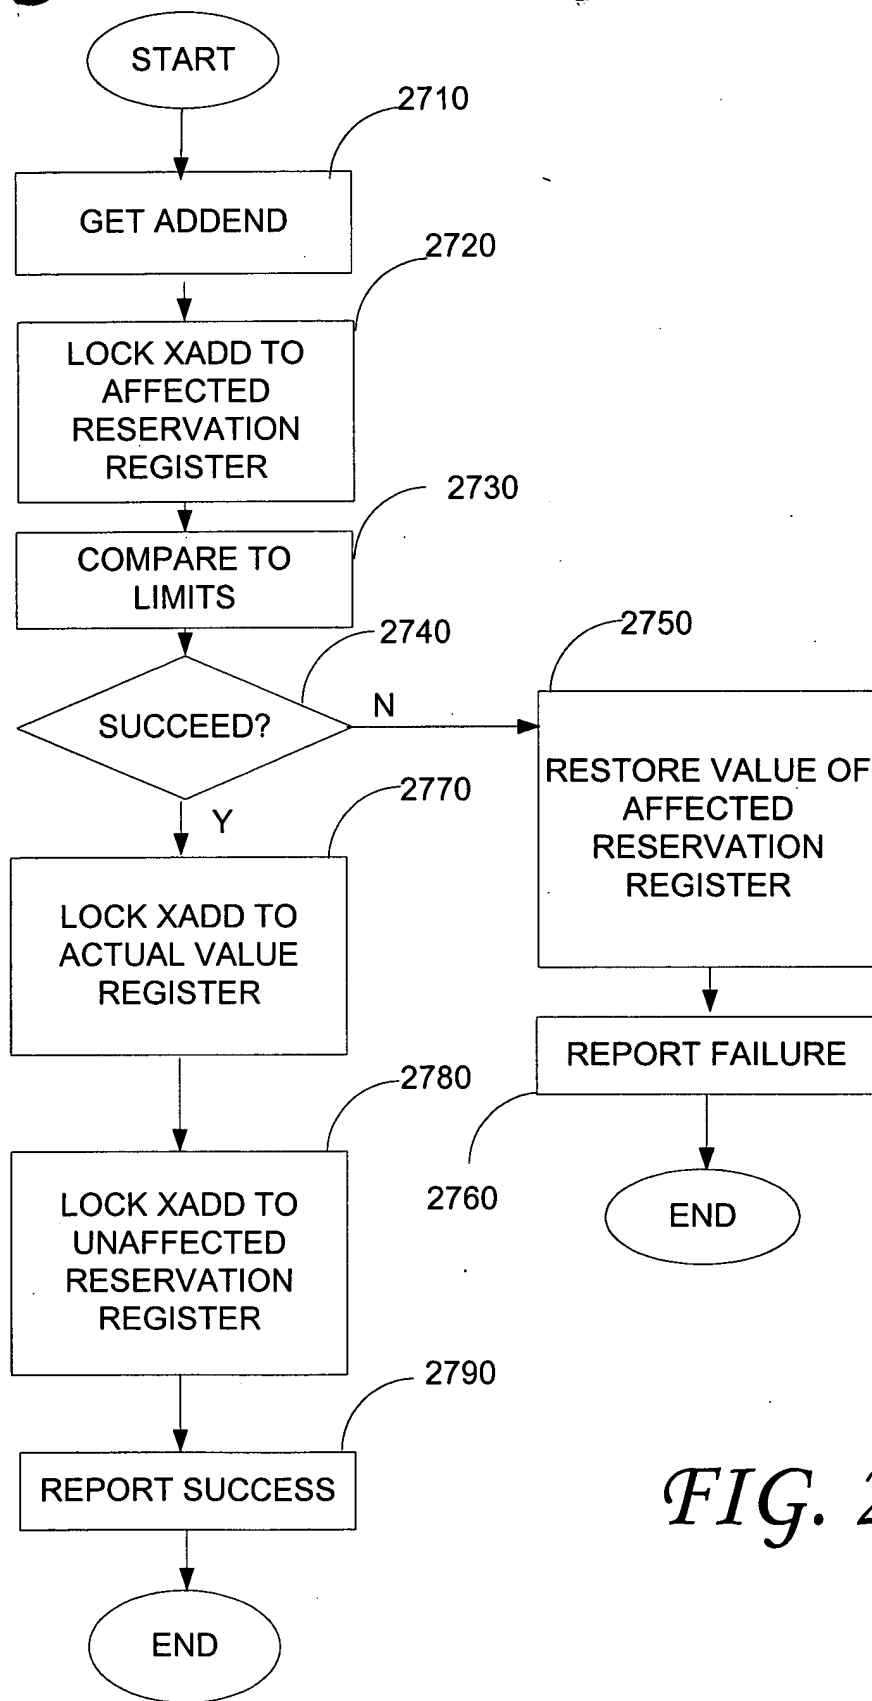 START
2710
GET ADDEND
2720
LOCK XADD TO
AFFECTED
RESERVATION
REGISTER
2730
COMPARE TO
LIMITS
2740
SUCCEED?
N
2750
RESTORE VALUE OF
AFFECTED
RESERVATION
REGISTER
Y
2770
LOCK XADD TO
ACTUAL VALUE
REGISTER
REPORT FAILURE
2760
END
2780
LOCK XADD TO
UNAFFECTED
RESERVATION
REGISTER
2790
REPORT SUCCESS
END
FIG. 2